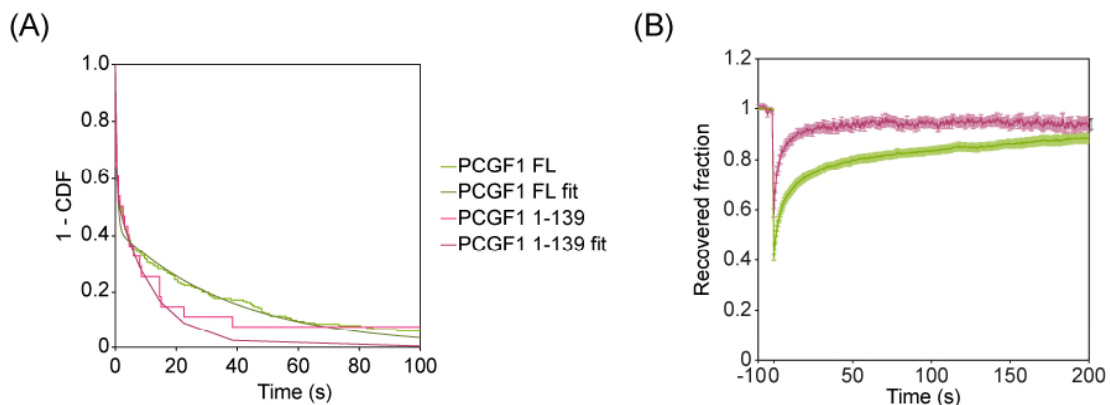 (A)
1.0
0.8
0.6
0.4
0.2
0
1 - CDF
0 20 40 60 80 100
Time (s)
PCGF1 FL
PCGF1 FL fit
PCGF1 1-139
PCGF1 1-139 fit
(B)
1.2
1
0.8
0.6
0.4
0.2
0
Recovered fraction
-10 0 50 100 150 200
Time (s)